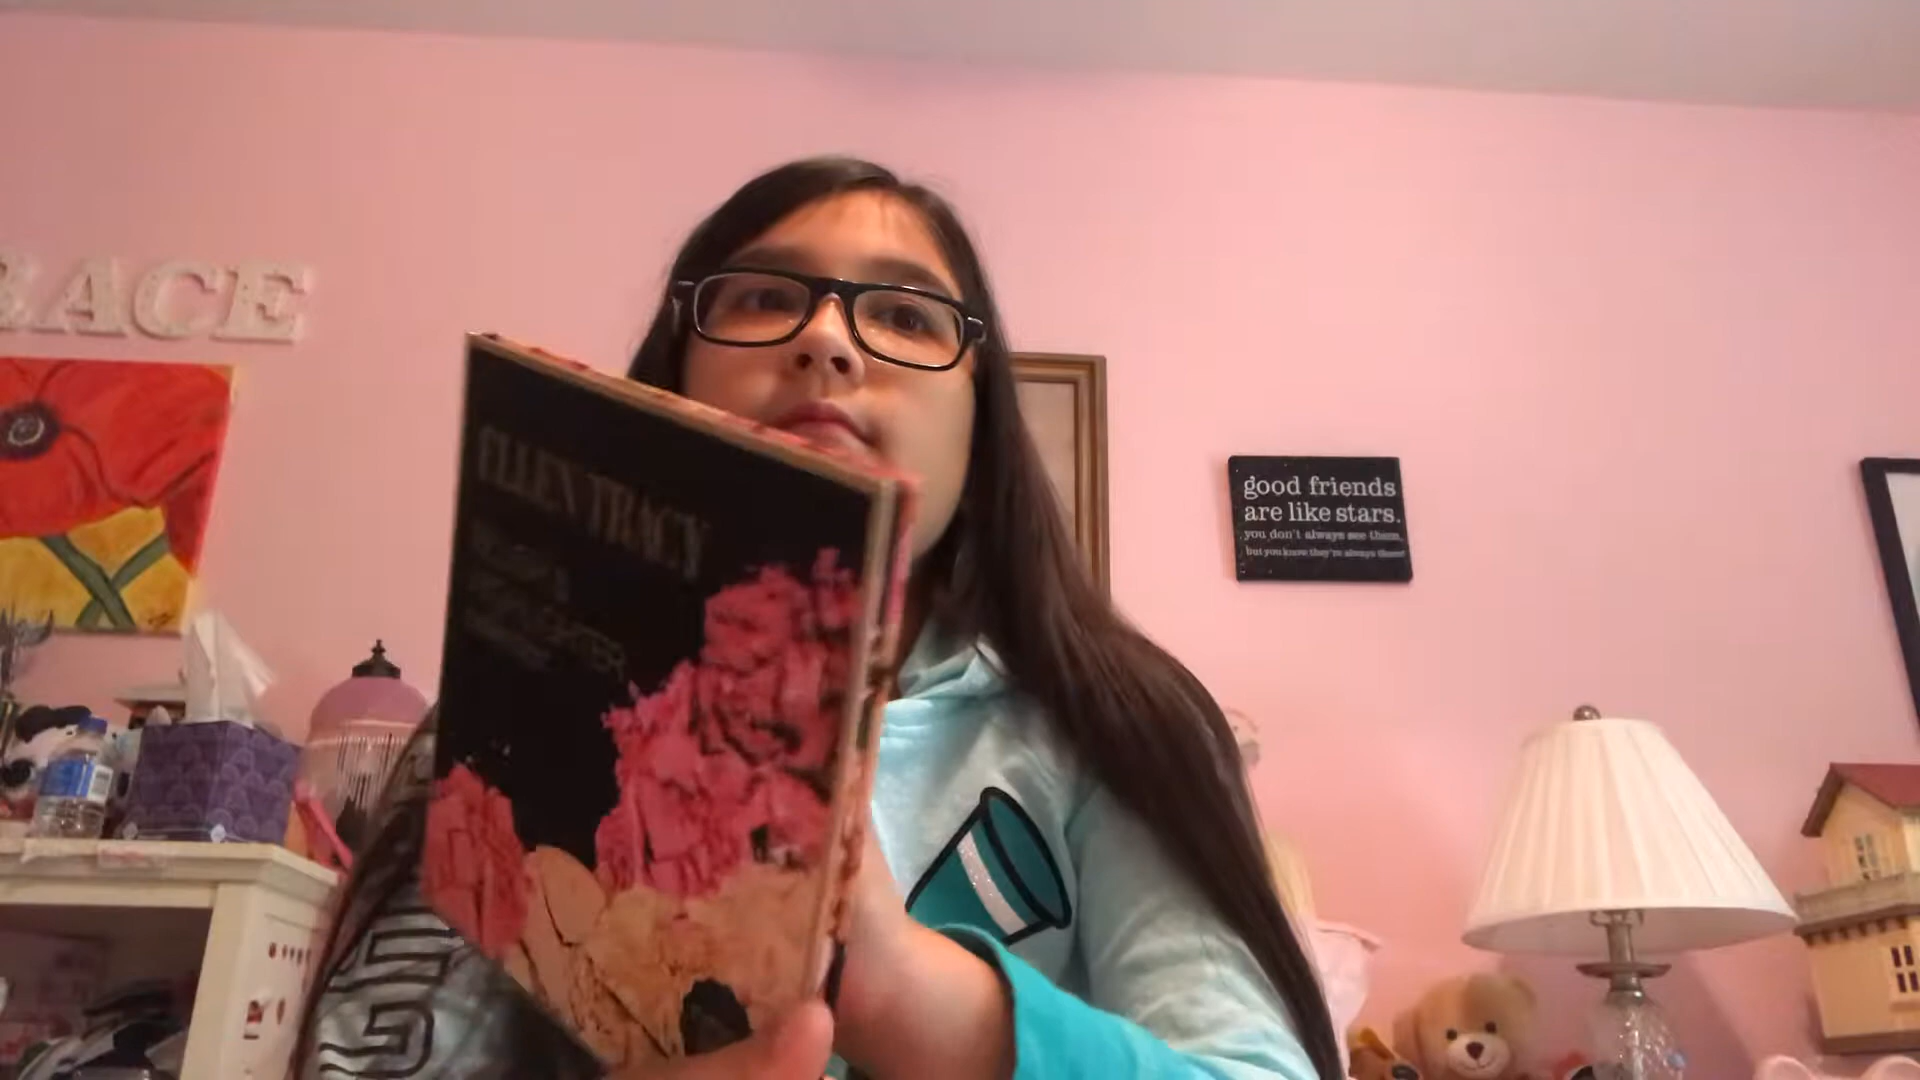 RACE
ELLEN TRACY
good friends
are like stars.
you don't always see them,
but you know they're always there